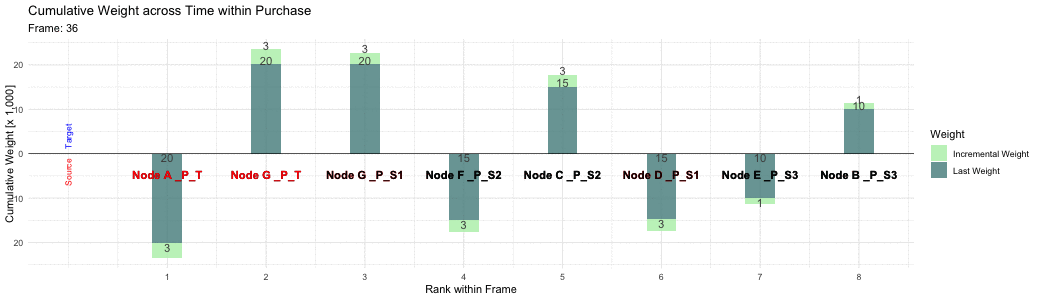 Cumulative Weight across Time within Purchase
Frame: 36
Cumulative Weight [x 1,000]
20
10
0
10
20
Source Target
3 3 3 1
20 20 15 10
20 15 15 10
Node A _P_T Node G _P_T Node G _P_S1 Node F _P_S2 Node C _P_S2 Node D _P_S1 Node E _P_S3 Node B _P_S3
3 3 3 1
1 2 3 4 5 6 7 8
Rank within Frame
Weight
Incremental Weight
Last Weight